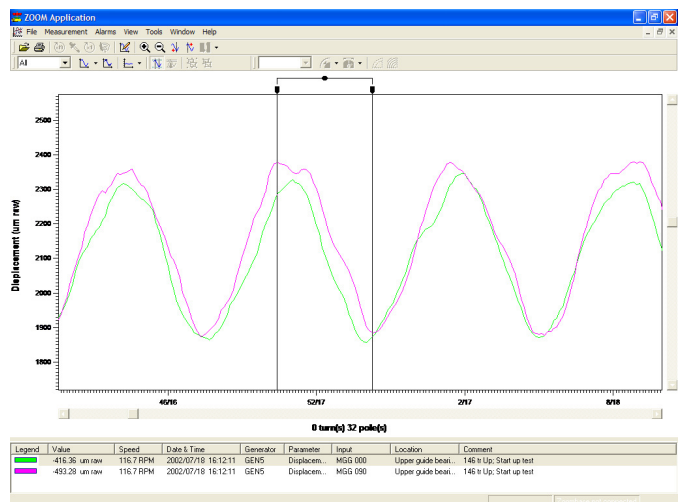 ZOOM Application
File Measurement Alarms View Tools Window Help
All
Displacement (um raw)
2500
2400
2300
2200
2100
2000
1900
1800
46/16 52/17 2/17 8/18
0 turn(s) 32 pole(s)
Legend Value Speed Date & Time Generator Parameter Input Location Comment
-416.36 um raw 116.7 RPM 2002/07/18 16:12:11 GEN5 Displacem... MGG 000 Upper guide beari... 146 tr Up; Start up test
-493.28 um raw 116.7 RPM 2002/07/18 16:12:11 GEN5 Displacem... MGG 090 Upper guide beari... 146 tr Up; Start up test